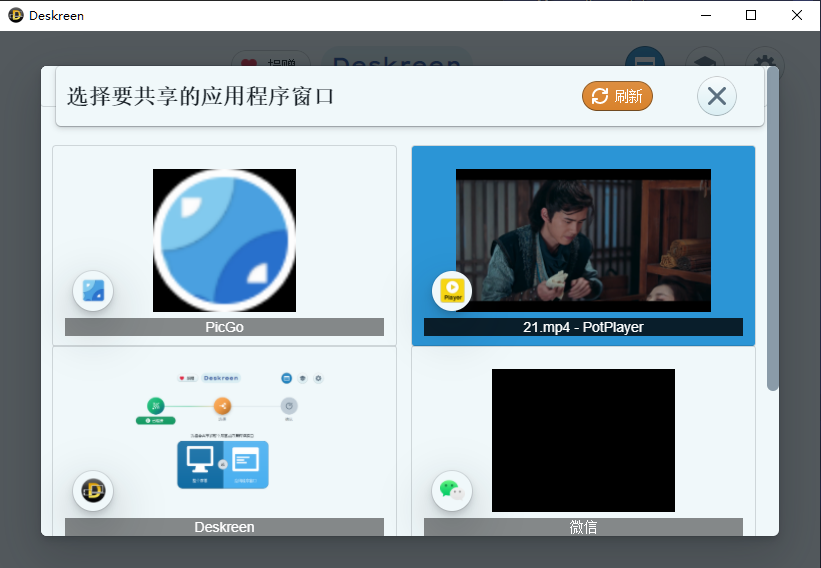 Deskreen
捐赠 Deskreen
选择要共享的应用程序窗口
刷新
PicGo
Player
21.mp4 - PotPlayer
Deskreen
Deskreen
微信